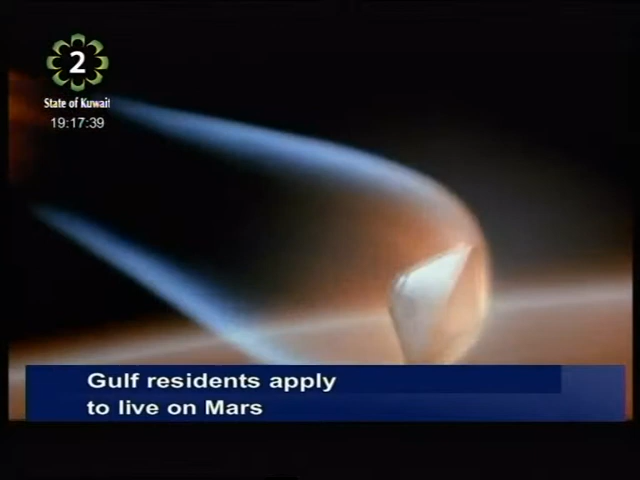 2
State of Kuwait
19:17:39
Gulf residents apply
to live on Mars